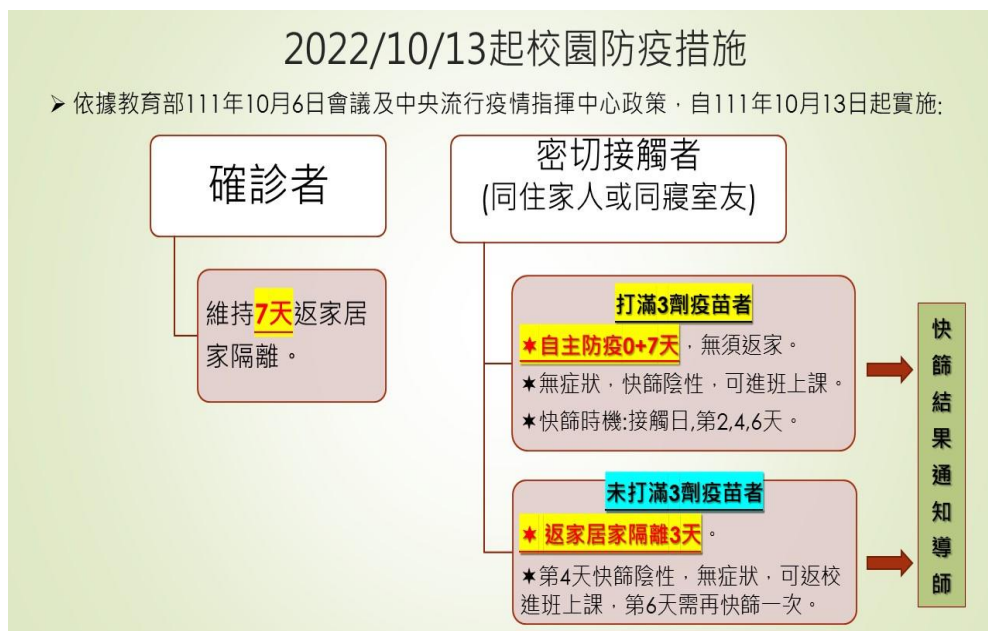 2022/10/13起校園防疫措施
➢ 依據教育部111年10月6日會議及中央流行疫情指揮中心政策,自111年10月13日起實施:
確診者
維持7天返家居
家隔離。
密切接觸者
(同住家人或同寢室友)
打滿3劑疫苗者
★自主防疫0+7天,無須返家。
★無症狀,快篩陰性,可進班上課。
★快篩時機:接觸日,第2,4,6天。
未打滿3劑疫苗者
★ 返家居家隔離3天。
★第4天快篩陰性,無症狀,可返校
進班上課,第6天需再快篩一次。
快
篩
結
果
通
知
導
師